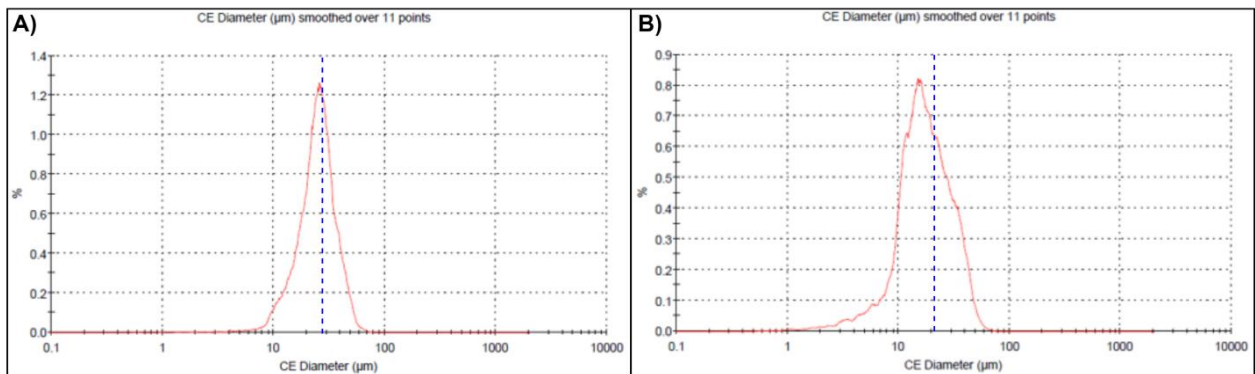 A)
CE Diameter (µm) smoothed over 11 points
1.4
1.2
1.0
0.8
0.6
0.4
0.2
0.0
%
0.1 1 10 100 1000 10000
CE Diameter (µm)
B)
CE Diameter (µm) smoothed over 11 points
0.9
0.8
0.7
0.6
0.5
0.4
0.3
0.2
0.1
0.0
%
0.1 1 10 100 1000 10000
CE Diameter (µm)